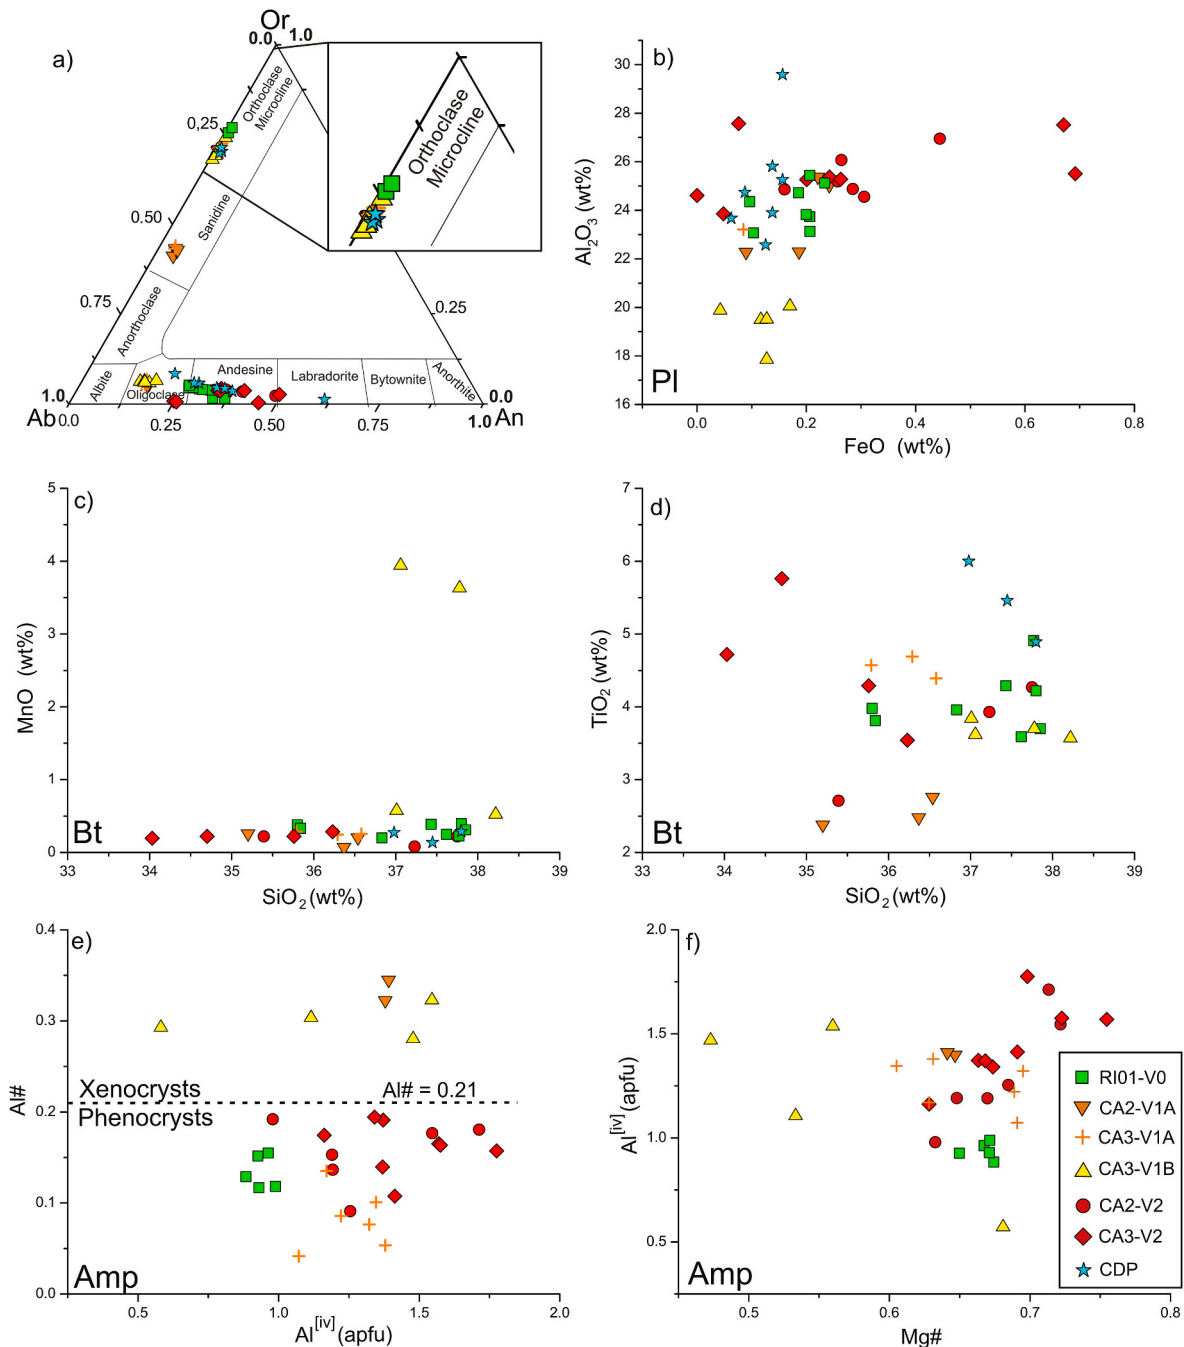 a)
Or
0.0 1.0
0,25
0.50
0.75
0.25
Orthoclase
Microcline
Sanidine
Anorthoclase
Orthoclase
Microcline
Albite
Oligoclase
Andesine
Labradorite
Bytownite
Anorthite
1.0
Ab
0.0
0.25
0.50
0.75
1.0
0.0
An
b)
30
28
26
24
22
20
18
16
Al2O3 (wt%)
Pl
0.0 0.2 0.4 0.6 0.8
FeO (wt%)
c)
5
4
3
2
1
0
MnO (wt%)
Bt
33 34 35 36 37 38 39
SiO2 (wt%)
d)
7
6
5
4
3
2
TiO2 (wt%)
Bt
33 34 35 36 37 38 39
SiO2 (wt%)
e)
0.4
0.3
0.2
0.1
0.0
Al#
Xenocrysts
Al# = 0.21
Phenocrysts
Amp
0.5 1.0 1.5 2.0
Al[iv] (apfu)
f)
2.0
1.5
1.0
0.5
Al[iv] (apfu)
Amp
0.5 0.6 0.7 0.8
Mg#
RI01-V0
CA2-V1A
CA3-V1A
CA3-V1B
CA2-V2
CA3-V2
CDP